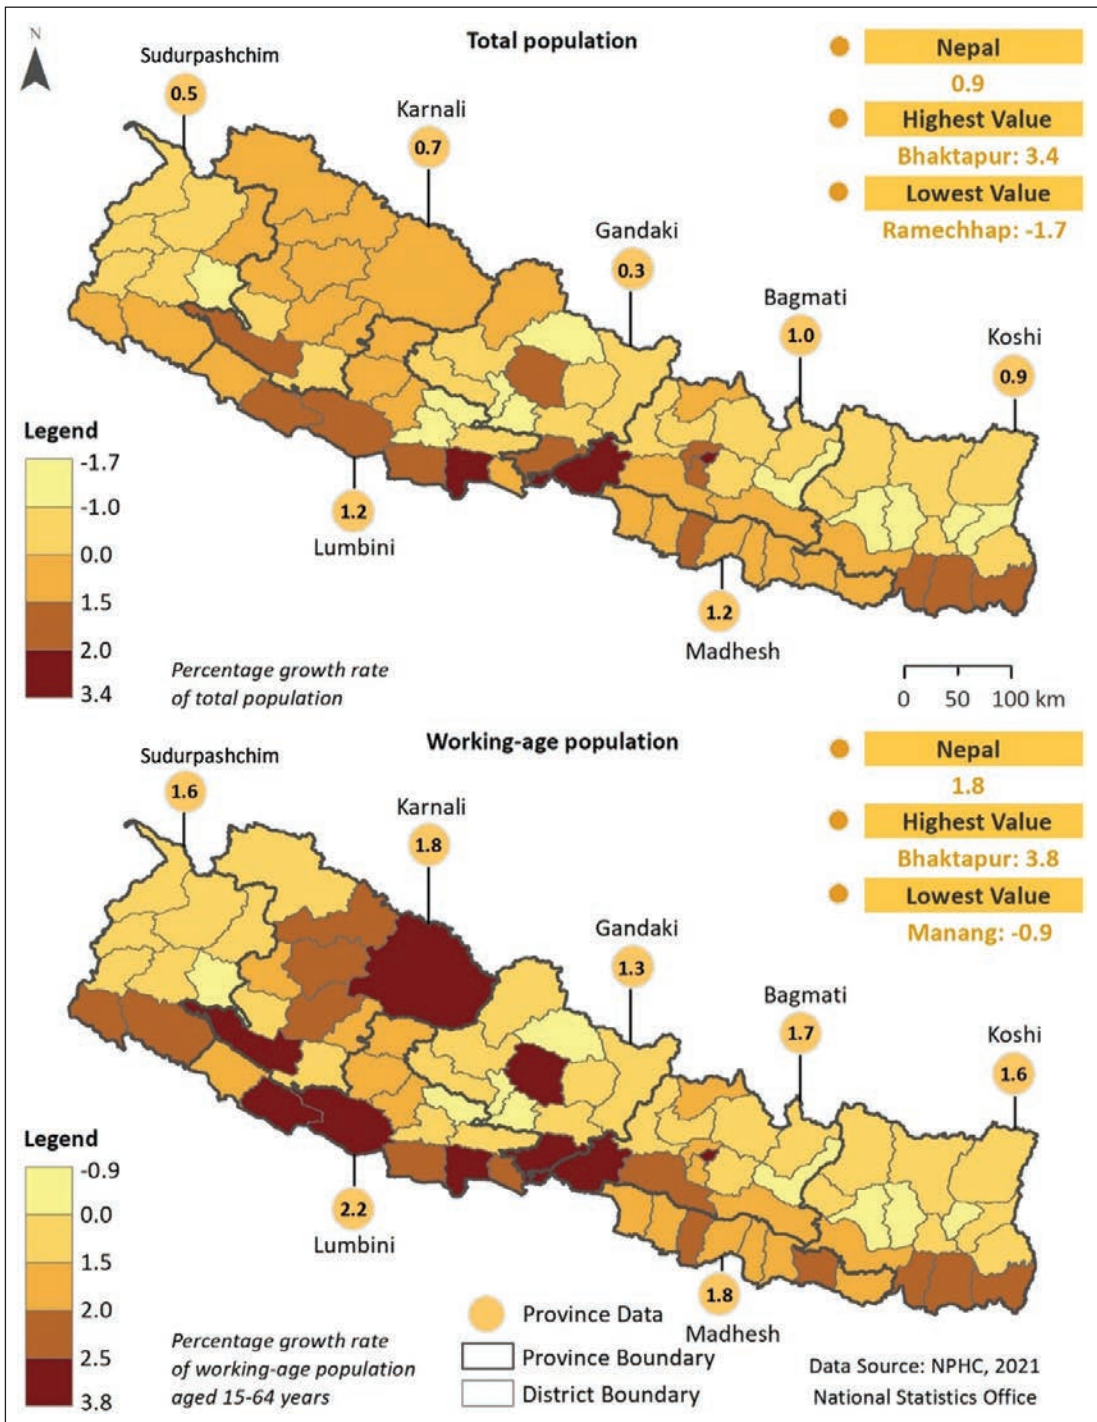 N
Total population
Nepal
0.9
Highest Value
Bhaktapur: 3.4
Lowest Value
Ramechhap: -1.7
Sudurpashchim
0.5
Karnali
0.7
Gandaki
0.3
Bagmati
1.0
Koshi
0.9
Legend
-1.7
-1.0
0.0
1.5
2.0
3.4
1.2
Lumbini
1.2
Madhesh
Percentage growth rate
of total population
0 50 100 km
Working-age population
Nepal
1.8
Highest Value
Bhaktapur: 3.8
Lowest Value
Manang: -0.9
Sudurpashchim
1.6
Karnali
1.8
Gandaki
1.3
Bagmati
1.7
Koshi
1.6
Legend
-0.9
0.0
1.5
2.0
2.5
3.8
2.2
Lumbini
1.8
Madhesh
Percentage growth rate
of working-age population
aged 15-64 years
Province Data
Province Boundary
District Boundary
Data Source: NPHC, 2021
National Statistics Office